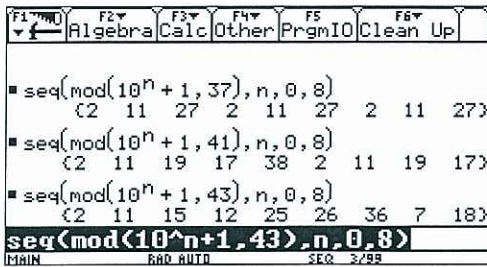 F1 F2 F3 F4 F5 F6
Algebra Calc Other PrgmIO Clean Up
▪ seq(mod(10ⁿ + 1, 37), n, 0, 8)
{2 11 27 2 11 27 2 11 27}
▪ seq(mod(10ⁿ + 1, 41), n, 0, 8)
{2 11 19 17 38 2 11 19 17}
▪ seq(mod(10ⁿ + 1, 43), n, 0, 8)
{2 11 15 12 25 26 36 7 18}
seq(mod(10^n+1,43),n,0,8)
MAIN RAD AUTO SEQ 3/99